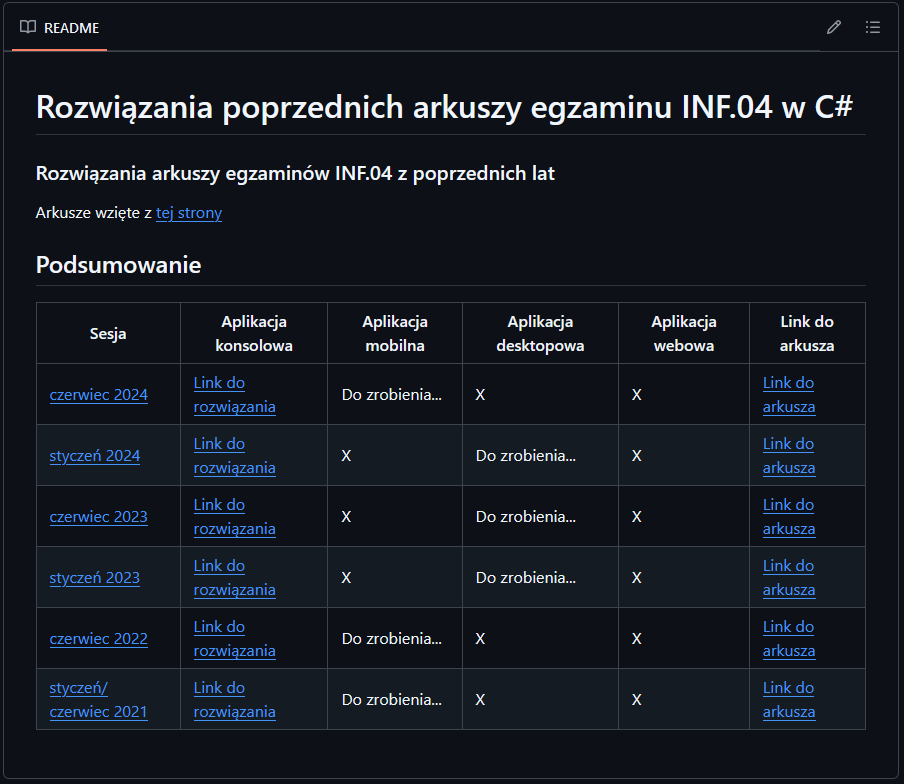 README
Rozwiązania poprzednich arkuszy egzaminu INF.04 w C#
Rozwiązania arkuszy egzaminów INF.04 z poprzednich lat
Arkusze wzięte z tej strony
Podsumowanie
Sesja
Aplikacja
konsolowa
Aplikacja
mobilna
Aplikacja
desktopowa
Aplikacja
webowa
Link do
arkusza
czerwiec 2024
Link do
rozwiązania
Do zrobienia...
X
X
Link do
arkusza
styczeń 2024
Link do
rozwiązania
X
Do zrobienia...
X
Link do
arkusza
czerwiec 2023
Link do
rozwiązania
X
Do zrobienia...
X
Link do
arkusza
styczeń 2023
Link do
rozwiązania
X
Do zrobienia...
X
Link do
arkusza
czerwiec 2022
Link do
rozwiązania
Do zrobienia...
X
X
Link do
arkusza
styczeń/
czerwiec 2021
Link do
rozwiązania
Do zrobienia...
X
X
Link do
arkusza